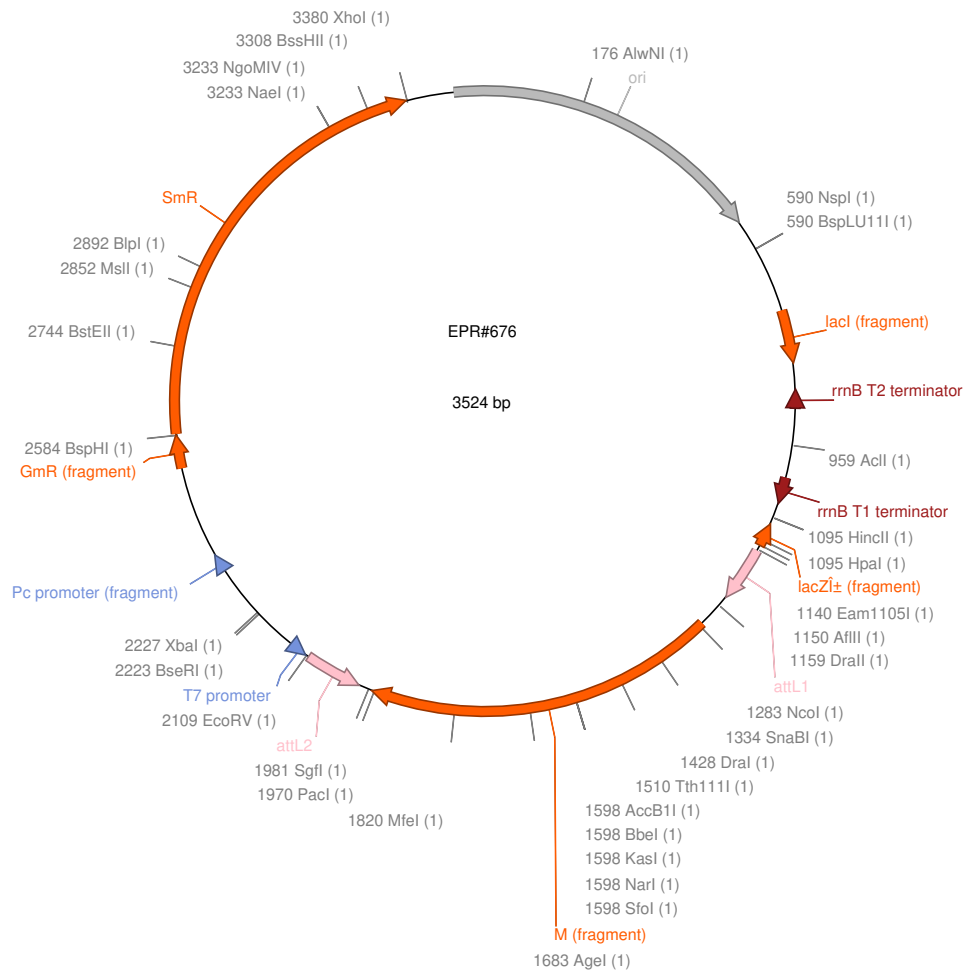 3380 XhoI (1)
3308 BssHII (1)
3233 NgoMIV (1)
3233 NaeI (1)
176 AlwNI (1)
ori
SmR
590 NspI (1)
590 BspLU11I (1)
2892 BlpI (1)
2852 MslI (1)
2744 BstEII (1)
EPR#676
lacI (fragment)
3524 bp
rrnB T2 terminator
2584 BspHI (1)
GmR (fragment)
959 AclI (1)
rrnB T1 terminator
1095 HincII (1)
1095 HpaI (1)
lacZÎ± (fragment)
Pc promoter (fragment)
1140 Eam1105I (1)
1150 AflII (1)
1159 DraII (1)
2227 XbaI (1)
2223 BseRI (1)
T7 promoter
attL1
2109 EcoRV (1)
1283 NcoI (1)
attL2
1334 SnaBI (1)
1981 SgfI (1)
1428 DraI (1)
1970 PacI (1)
1510 Tth111I (1)
1820 MfeI (1)
1598 AccB1I (1)
1598 BbeI (1)
1598 KasI (1)
1598 NarI (1)
1598 SfoI (1)
M (fragment)
1683 AgeI (1)